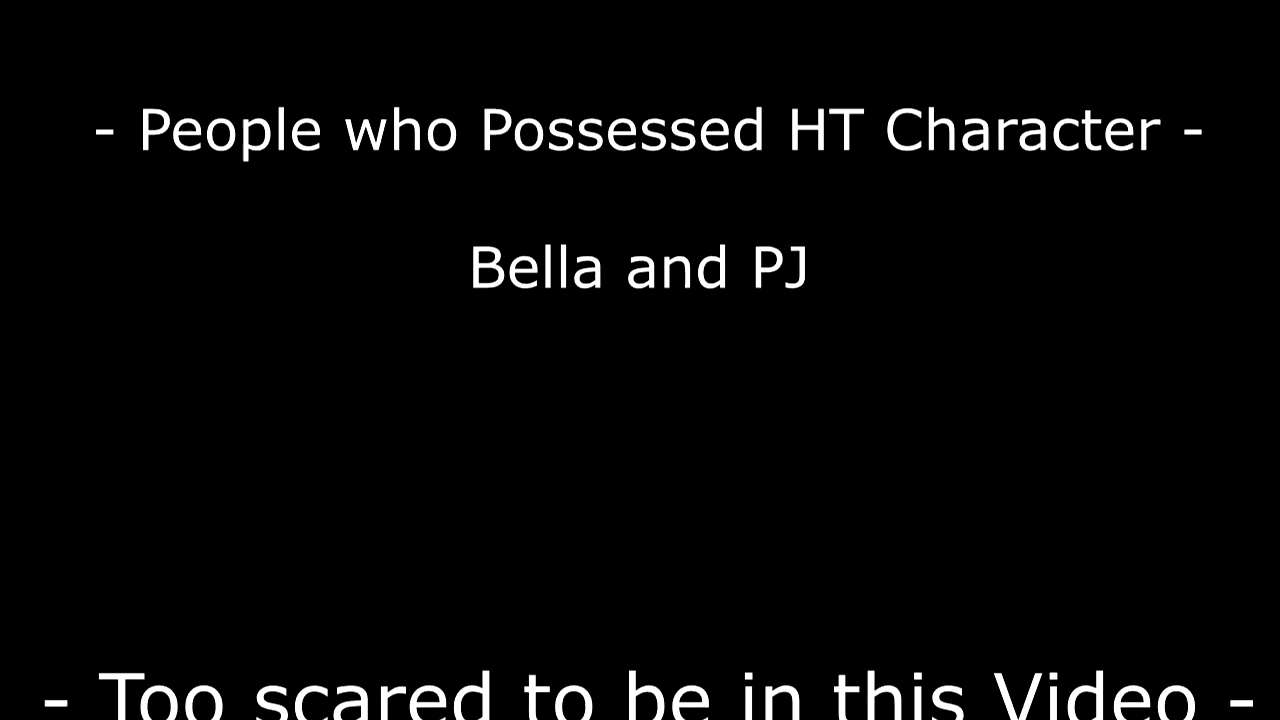 - People who Possessed HT Character -
Bella and PJ
- Too scared to be in this Video -